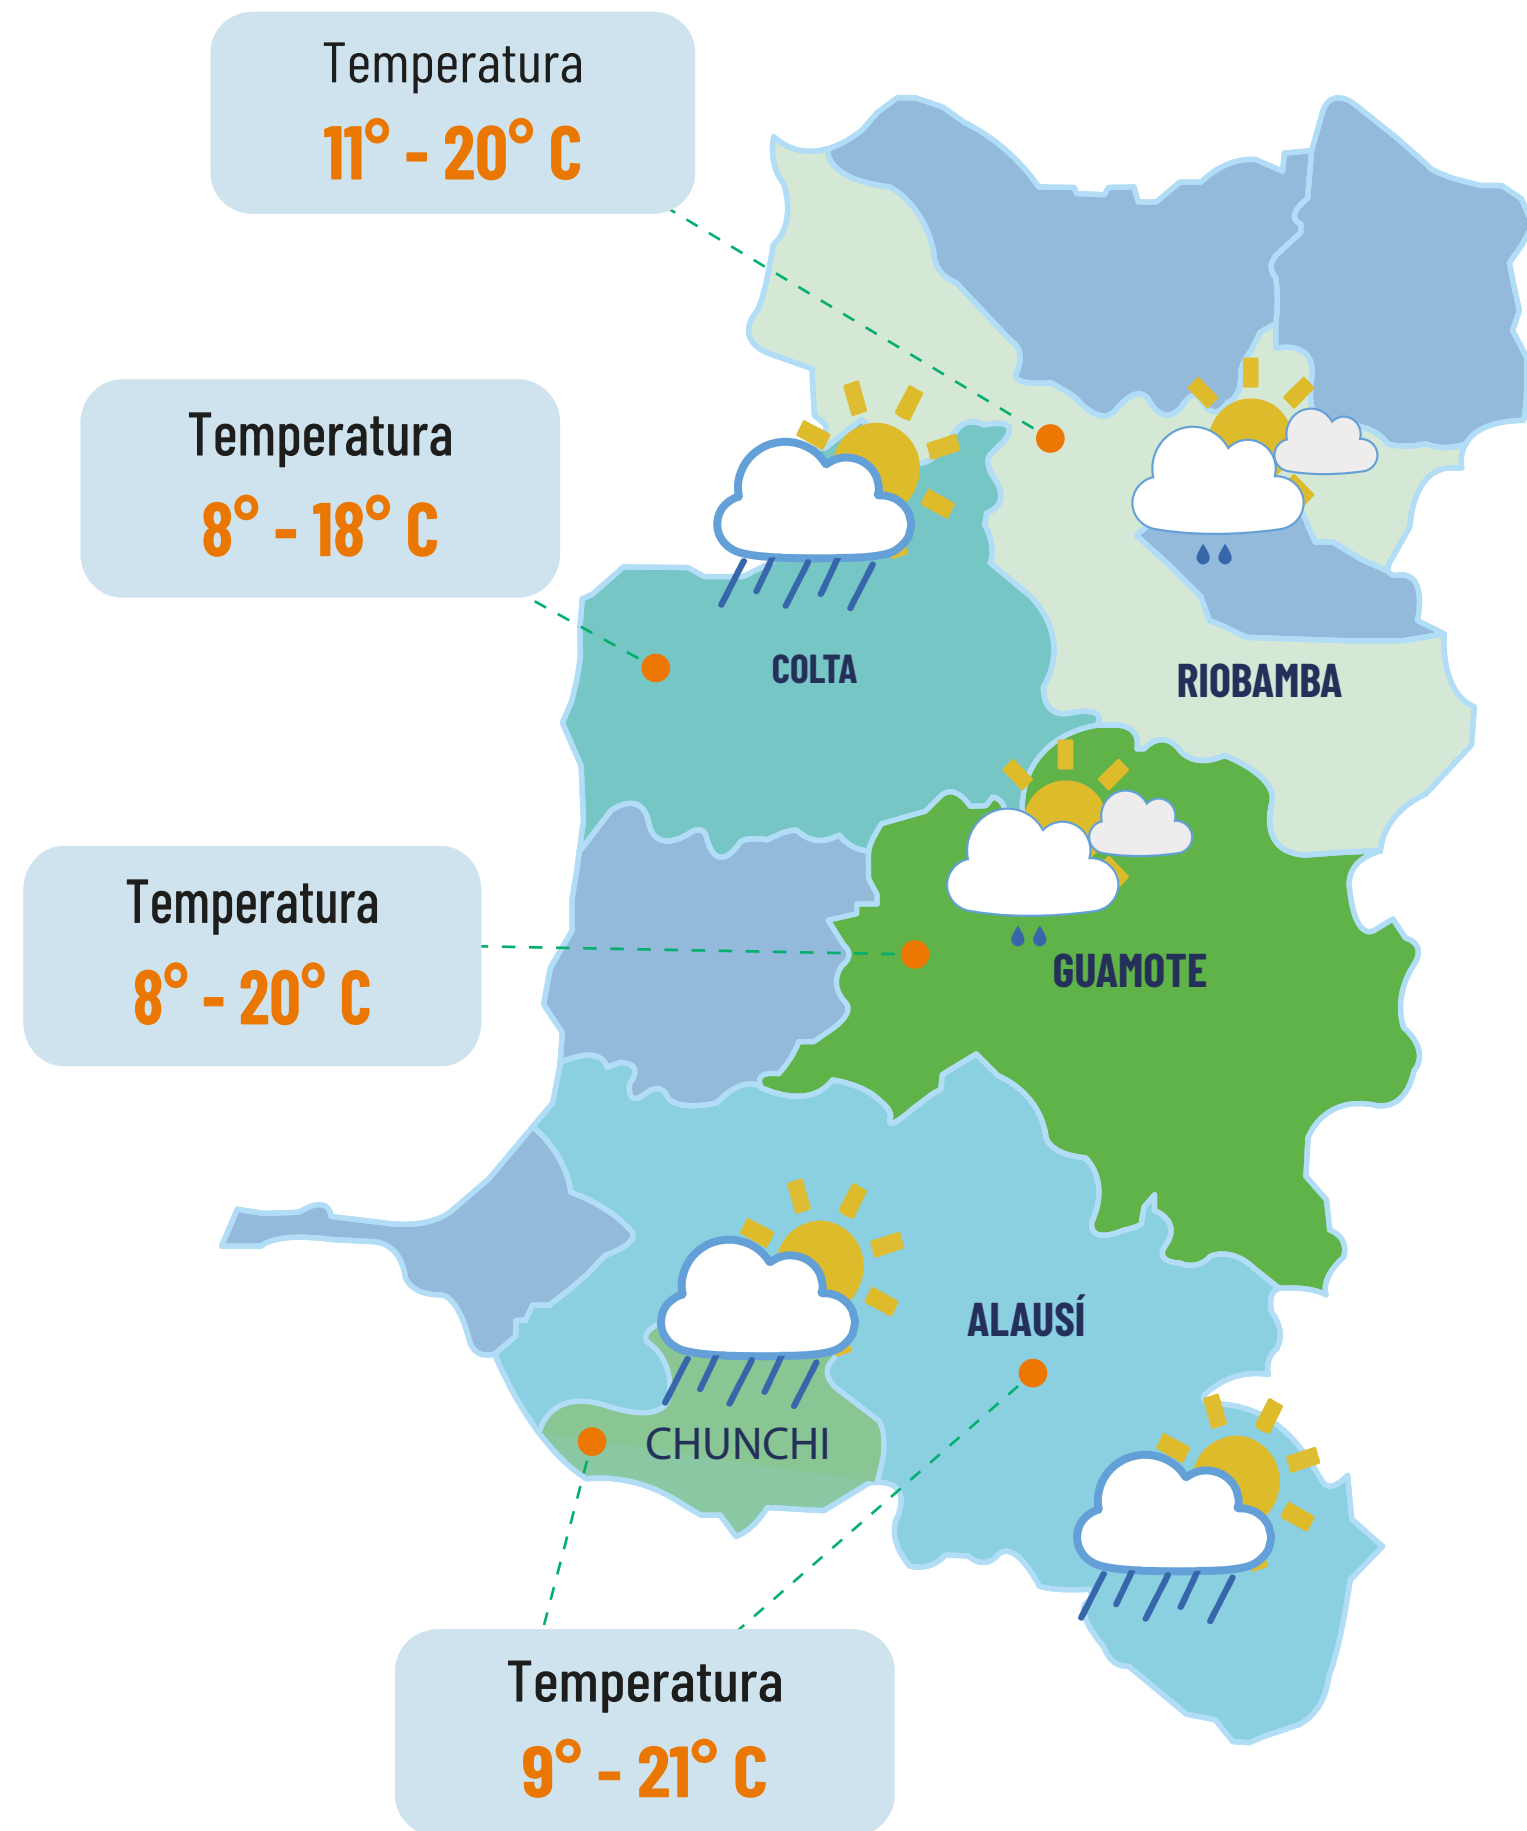 Temperatura
11° - 20° C
Temperatura
8° - 18° C
COLTA
RIOBAMBA
Temperatura
8° - 20° C
GUAMOTE
ALAUSÍ
CHUNCHI
Temperatura
9° - 21° C